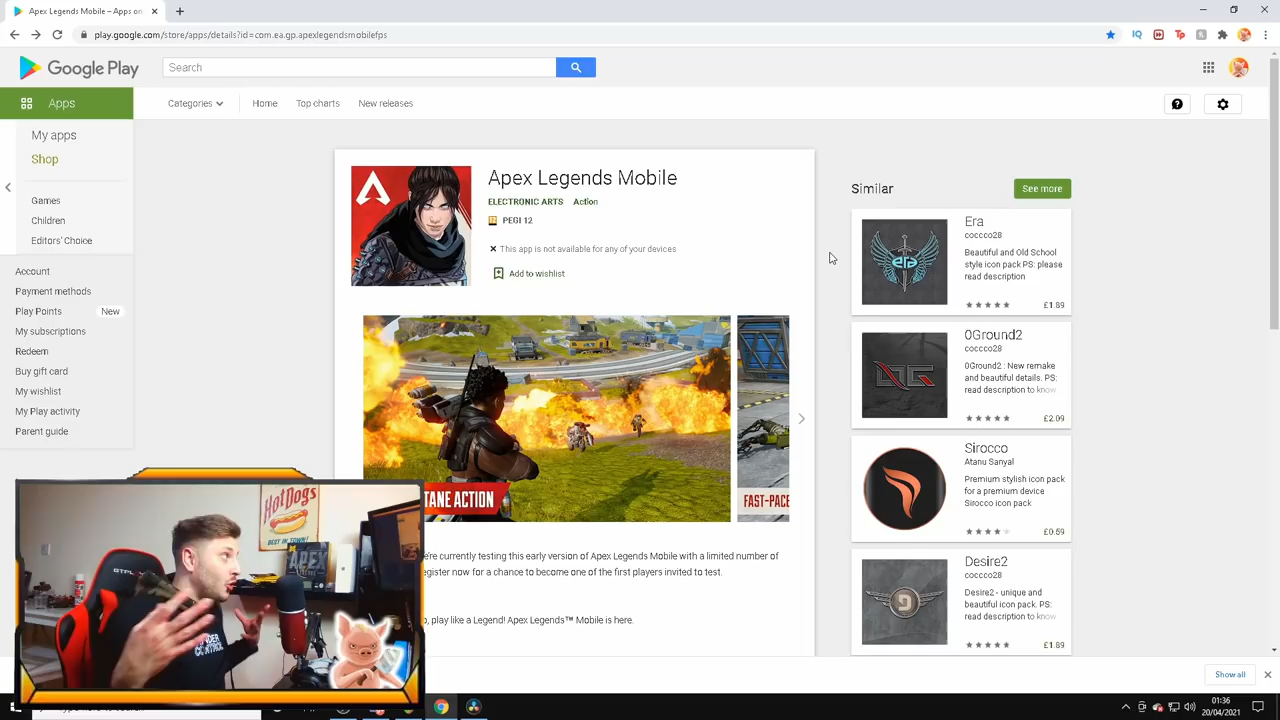 Apex Legends Mobile – Apps on
play.google.com/store/apps/details?id=com.ea.gp.apexlegendsmobilefps
Google Play
Search
Apps
Categories
Home
Top charts
New releases
My apps
Shop
Games
Children
Editors' Choice
Account
Payment methods
Play Points New
My subscriptions
Redeem
Buy gift card
My wishlist
My Play activity
Parent guide
Apex Legends Mobile
ELECTRONIC ARTS Action
PEGI 12
This app is not available for any of your devices
Add to wishlist
TANE ACTION
FAST-PACE
're currently testing this early version of Apex Legends Mobile with a limited number of
egister now for a chance to become one of the first players invited to test.
, play like a Legend! Apex Legends™ Mobile is here.
Similar
See more
Era
coccco28
Beautiful and Old School
style icon pack PS: please
read description
£1.89
0Ground2
coccco28
0Ground2 : New remake
and beautiful details. PS:
read description to know
£2.09
Sirocco
Atanu Sanyal
Premium stylish icon pack
for a premium device
Sirocco icon pack
£0.59
Desire2
coccco28
Desire2 - unique and
beautiful icon pack. PS:
read description to know
£1.89
HOTDOGS
BEST IN TOWN!
GTPL
APEX
Show all
01:36
20/04/2021